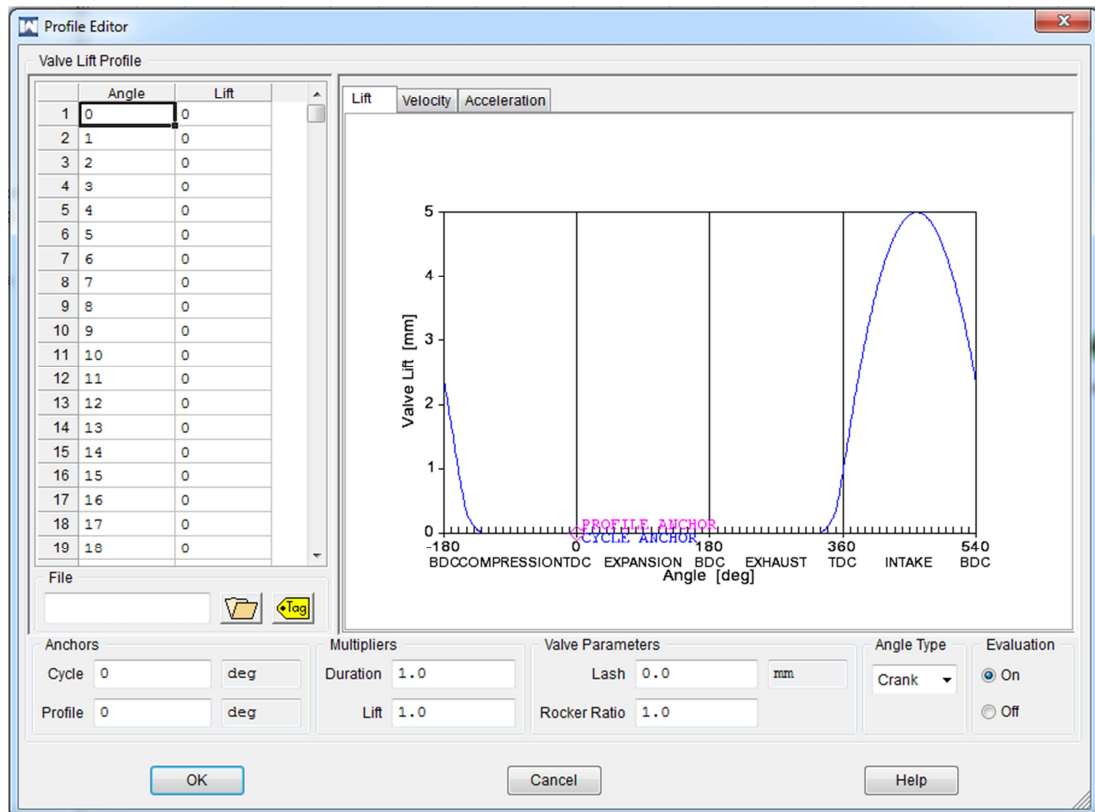 Profile Editor
Valve Lift Profile
Angle Lift
1 0 0
2 1 0
3 2 0
4 3 0
5 4 0
6 5 0
7 6 0
8 7 0
9 8 0
10 9 0
11 10 0
12 11 0
13 12 0
14 13 0
15 14 0
16 15 0
17 16 0
18 17 0
19 18 0
Lift Velocity Acceleration
5
4
3
2
1
0
Valve Lift [mm]
PROFILE ANCHOR
CYCLE ANCHOR
-180 0 180 360 540
BDC COMPRESSION TDC EXPANSION BDC EXHAUST TDC INTAKE BDC
Angle [deg]
File
Tag
Anchors
Cycle 0 deg
Profile 0 deg
Multipliers
Duration 1.0
Lift 1.0
Valve Parameters
Lash 0.0 mm
Rocker Ratio 1.0
Angle Type
Crank
Evaluation
On
Off
OK Cancel Help